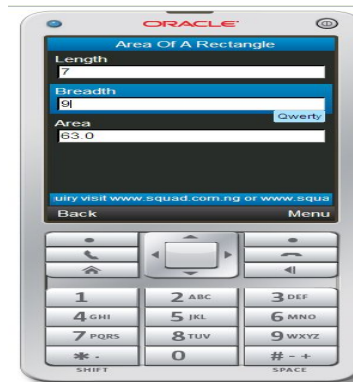 ORACLE
Area Of A Rectangle
Length
7
Breadth
9
Qwerty
Area
63.0
uiry visit www.squad.com.ng or www.squa
Back Menu
1 2 ABC 3 DEF
4 GHI 5 JKL 6 MNO
7 PQRS 8 TUV 9 WXYZ
* . 0 # - +
SHIFT SPACE